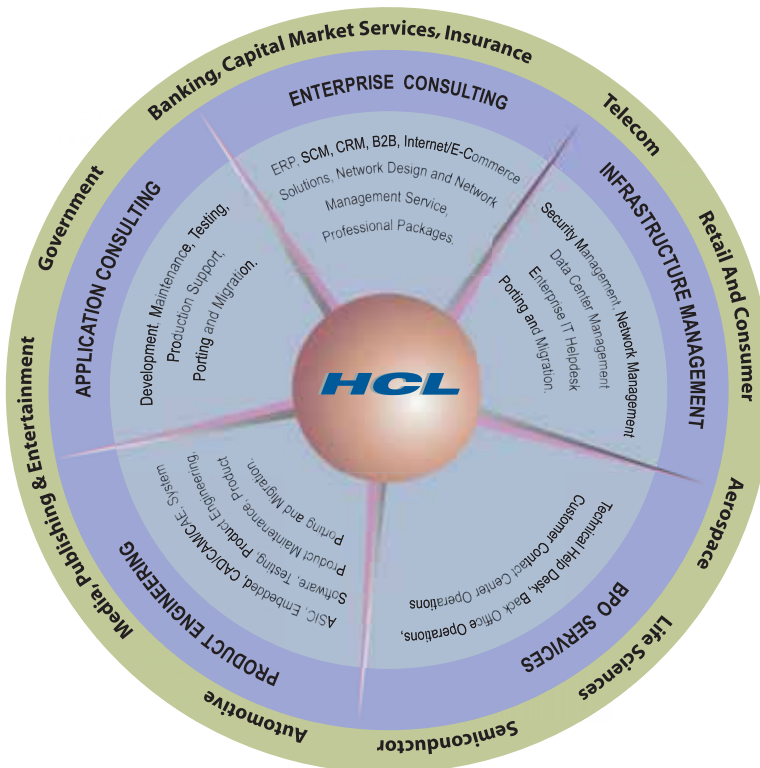 Banking, Capital Market Services, Insurance
Telecom
Retail And Consumer
Aerospace
Life Sciences
Semiconductor
Automotive
Media, Publishing & Entertainment
Government
ENTERPRISE CONSULTING
ERP, SCM, CRM, B2B, Internet/E-Commerce
Solutions, Network Design and Network
Management Service,
Professional Packages.
INFRASTRUCTURE MANAGEMENT
Security Management, Network Management
Data Center Management
Enterprise IT Helpdesk
Porting and Migration.
BPO SERVICES
Technical Help Desk, Back Office Operations,
Customer Contact Center Operations
PRODUCT ENGINEERING
ASIC, Embedded, CAD/CAM/CAE, System
Software, Testing, Product Engineering,
Product Maintenance, Product
Porting and Migration.
APPLICATION CONSULTING
Development, Maintenance, Testing,
Production Support,
Porting and Migration.
HCL